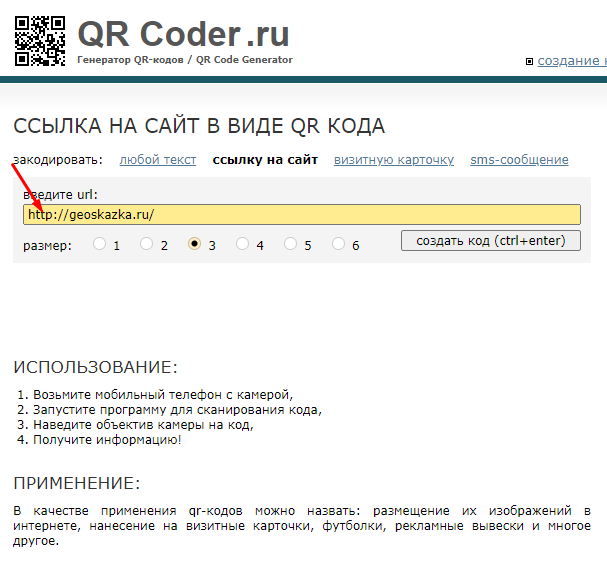 QR Coder.ru
Генератор QR-кодов / QR Code Generator
создание
ССЫЛКА НА САЙТ В ВИДЕ QR КОДА
закодировать: любой текст ссылку на сайт визитную карточку sms-сообщение
введите url:
http://geoskazka.ru/
размер: 1 2 3 4 5 6 создать код (ctrl+enter)
ИСПОЛЬЗОВАНИЕ:
1. Возьмите мобильный телефон с камерой,
2. Запустите программу для сканирования кода,
3. Наведите объектив камеры на код,
4. Получите информацию!
ПРИМЕНЕНИЕ:
В качестве применения qr-кодов можно назвать: размещение их изображений в
интернете, нанесение на визитные карточки, футболки, рекламные вывески и многое
другое.